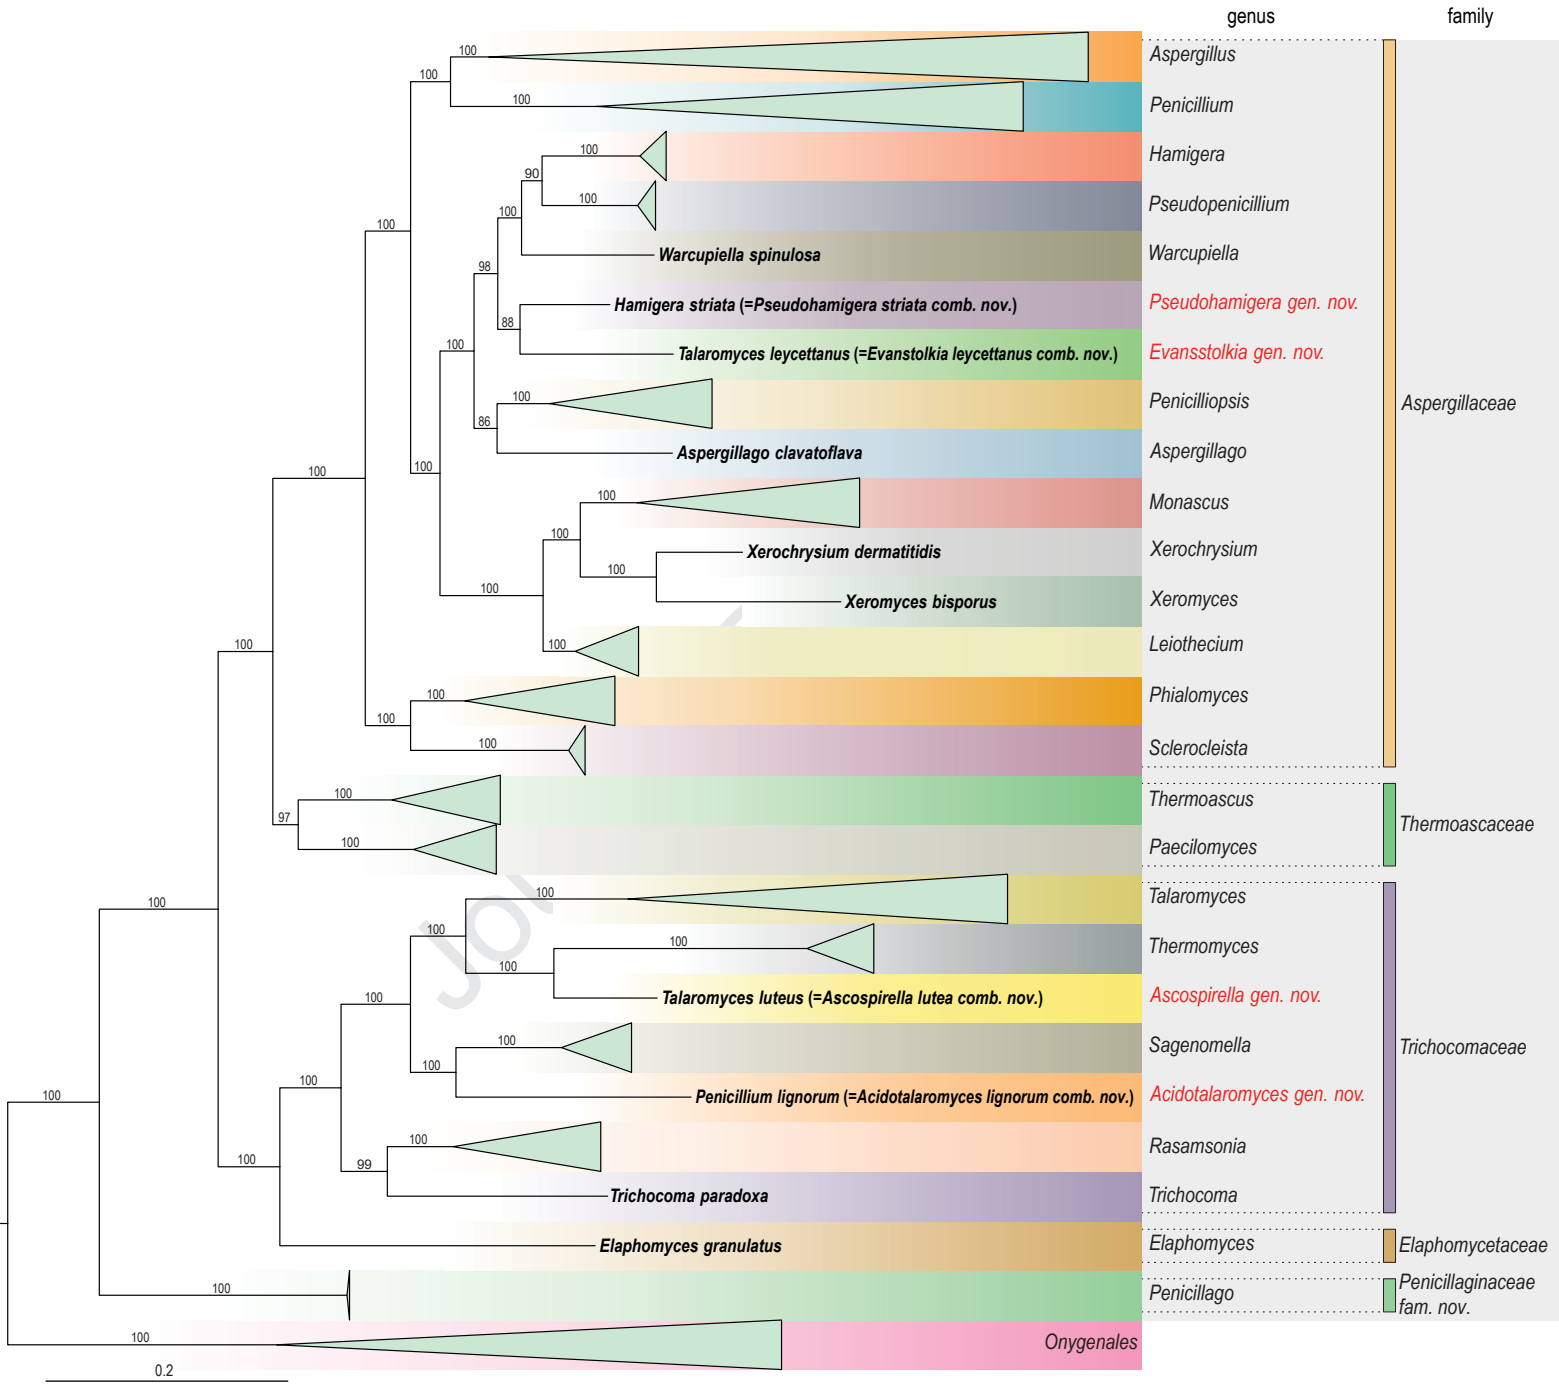 genus family
100 Aspergillus
100
100 Penicillium
100 Hamigera
90
100 Pseudopenicillium
100
100
Warcupiella spinulosa Warcupiella
98
Hamigera striata (=Pseudohamigera striata comb. nov.) Pseudohamigera gen. nov.
88
100
Talaromyces leycettanus (=Evanstolkia leycettanus comb. nov.) Evansstolkia gen. nov.
100 Penicilliopsis Aspergillaceae
86
Aspergillago clavatoflava Aspergillago
100
100
100 Monascus
100
Xerochrysium dermatitidis Xerochrysium
100
100
Xeromyces bisporus Xeromyces
100
100 Leiothecium
100 Phialomyces
100
100 Sclerocleista
100 Thermoascus
97 Thermoascaceae
100 Paecilomyces
100 Talaromyces
100
100
100 Thermomyces
100
Talaromyces luteus (=Ascospirella lutea comb. nov.) Ascospirella gen. nov.
100
100 Sagenomella Trichocomaceae
100
100
Penicillium lignorum (=Acidotalaromyces lignorum comb. nov.) Acidotalaromyces gen. nov.
100
100 Rasamsonia
100
99
Trichocoma paradoxa Trichocoma
Elaphomyces granulatus Elaphomyces Elaphomycetaceae
100 Penicillago Penicillaginaceae
fam. nov.
100 Onygenales
0.2